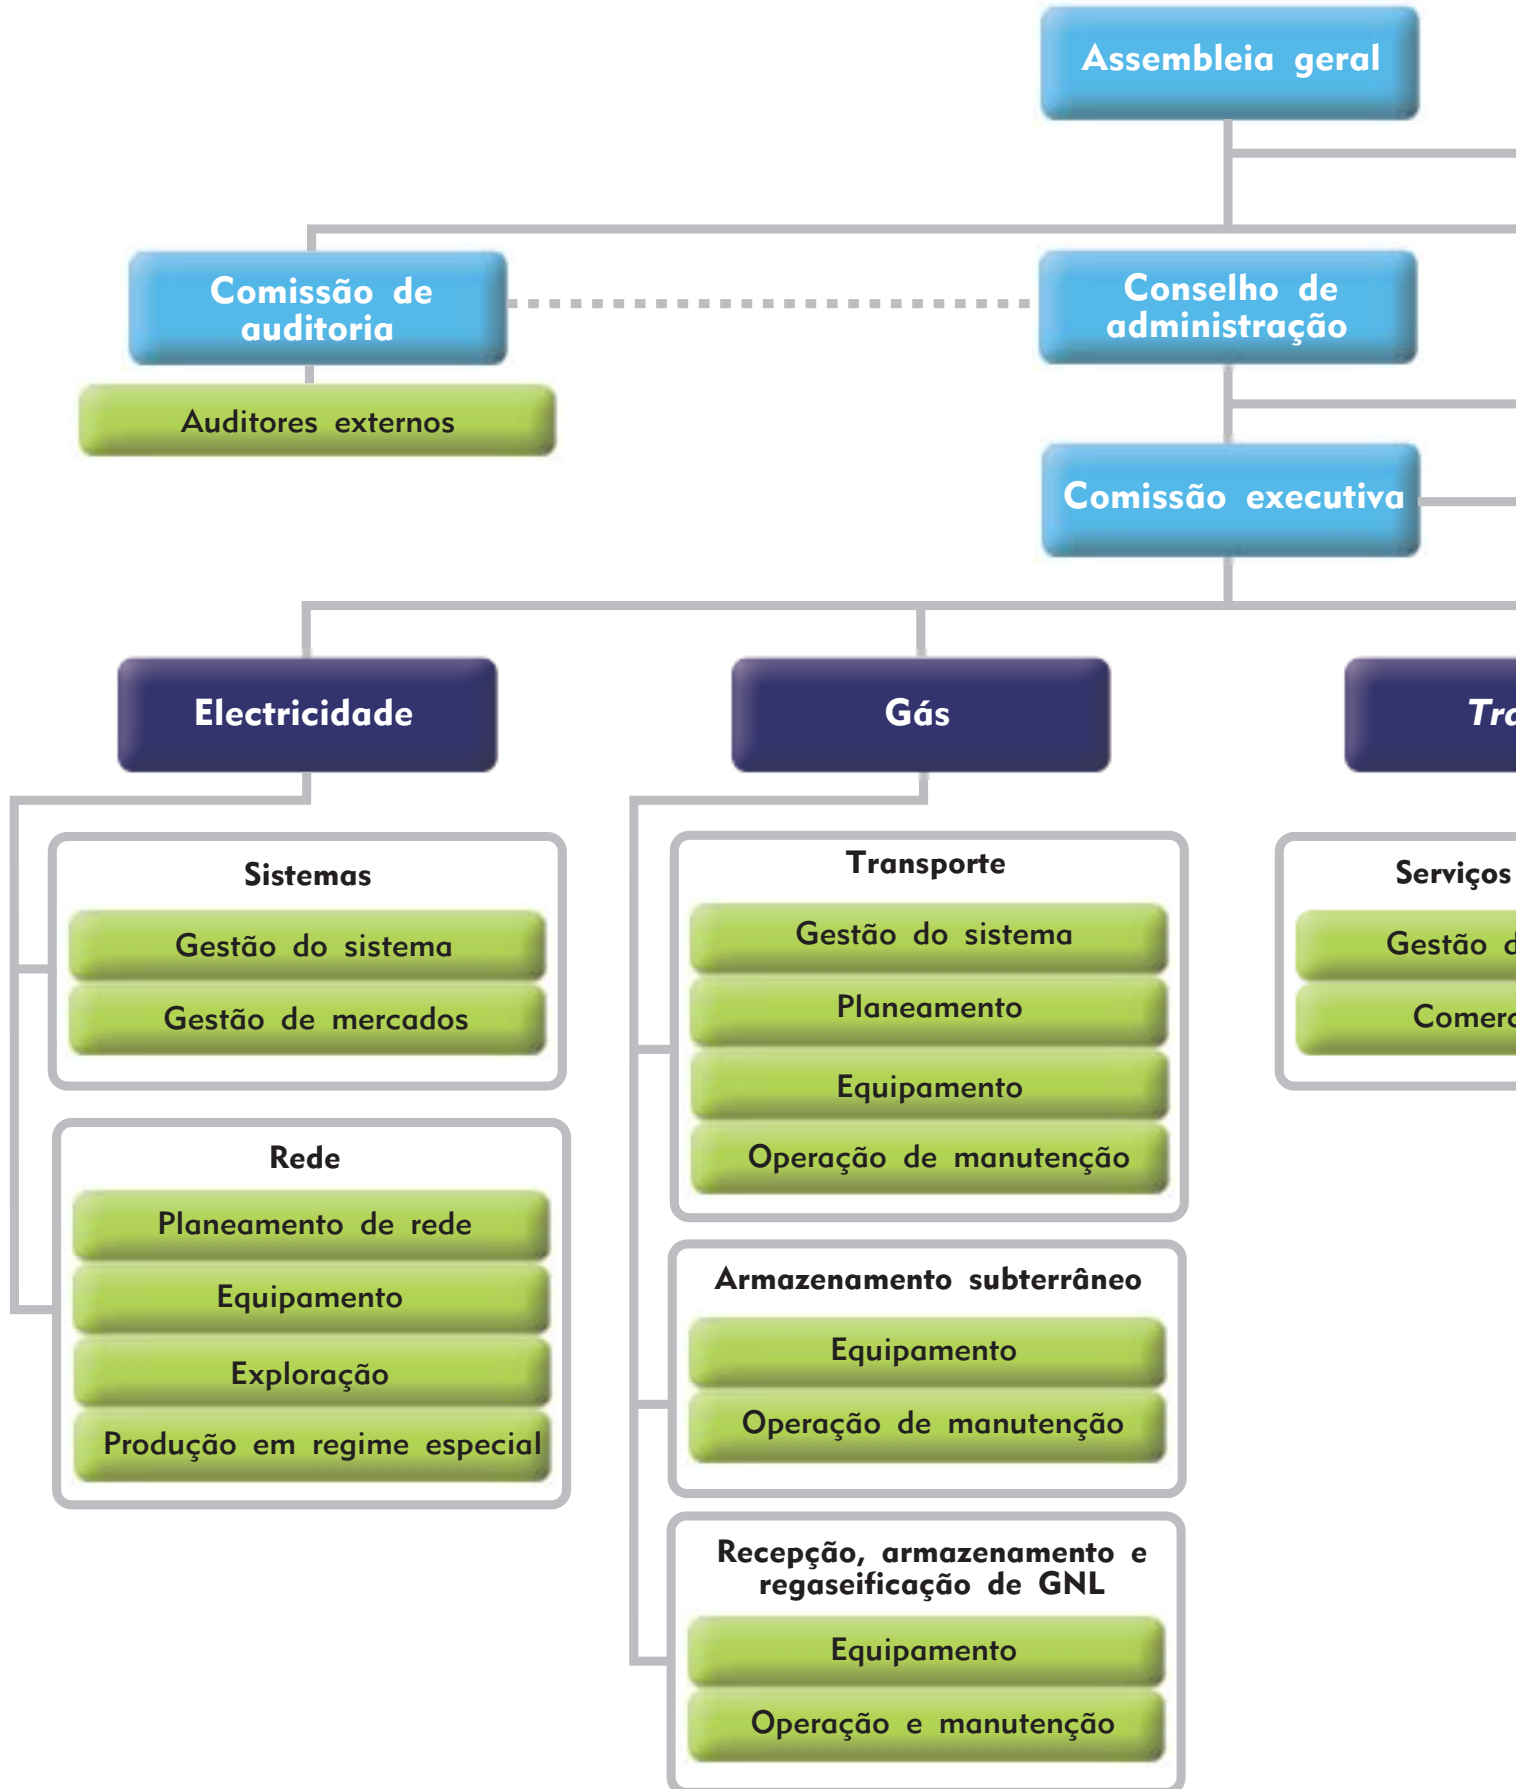 Assembleia geral
Comissão de
auditoria
Conselho de
administração
Auditores externos
Comissão executiva
Electricidade
Gás
Sistemas
Gestão do sistema
Gestão de mercados
Rede
Planeamento de rede
Equipamento
Exploração
Produção em regime especial
Transporte
Gestão do sistema
Planeamento
Equipamento
Operação de manutenção
Armazenamento subterrâneo
Equipamento
Operação de manutenção
Recepção, armazenamento e
regaseificação de GNL
Equipamento
Operação e manutenção
Serviços
Gestão